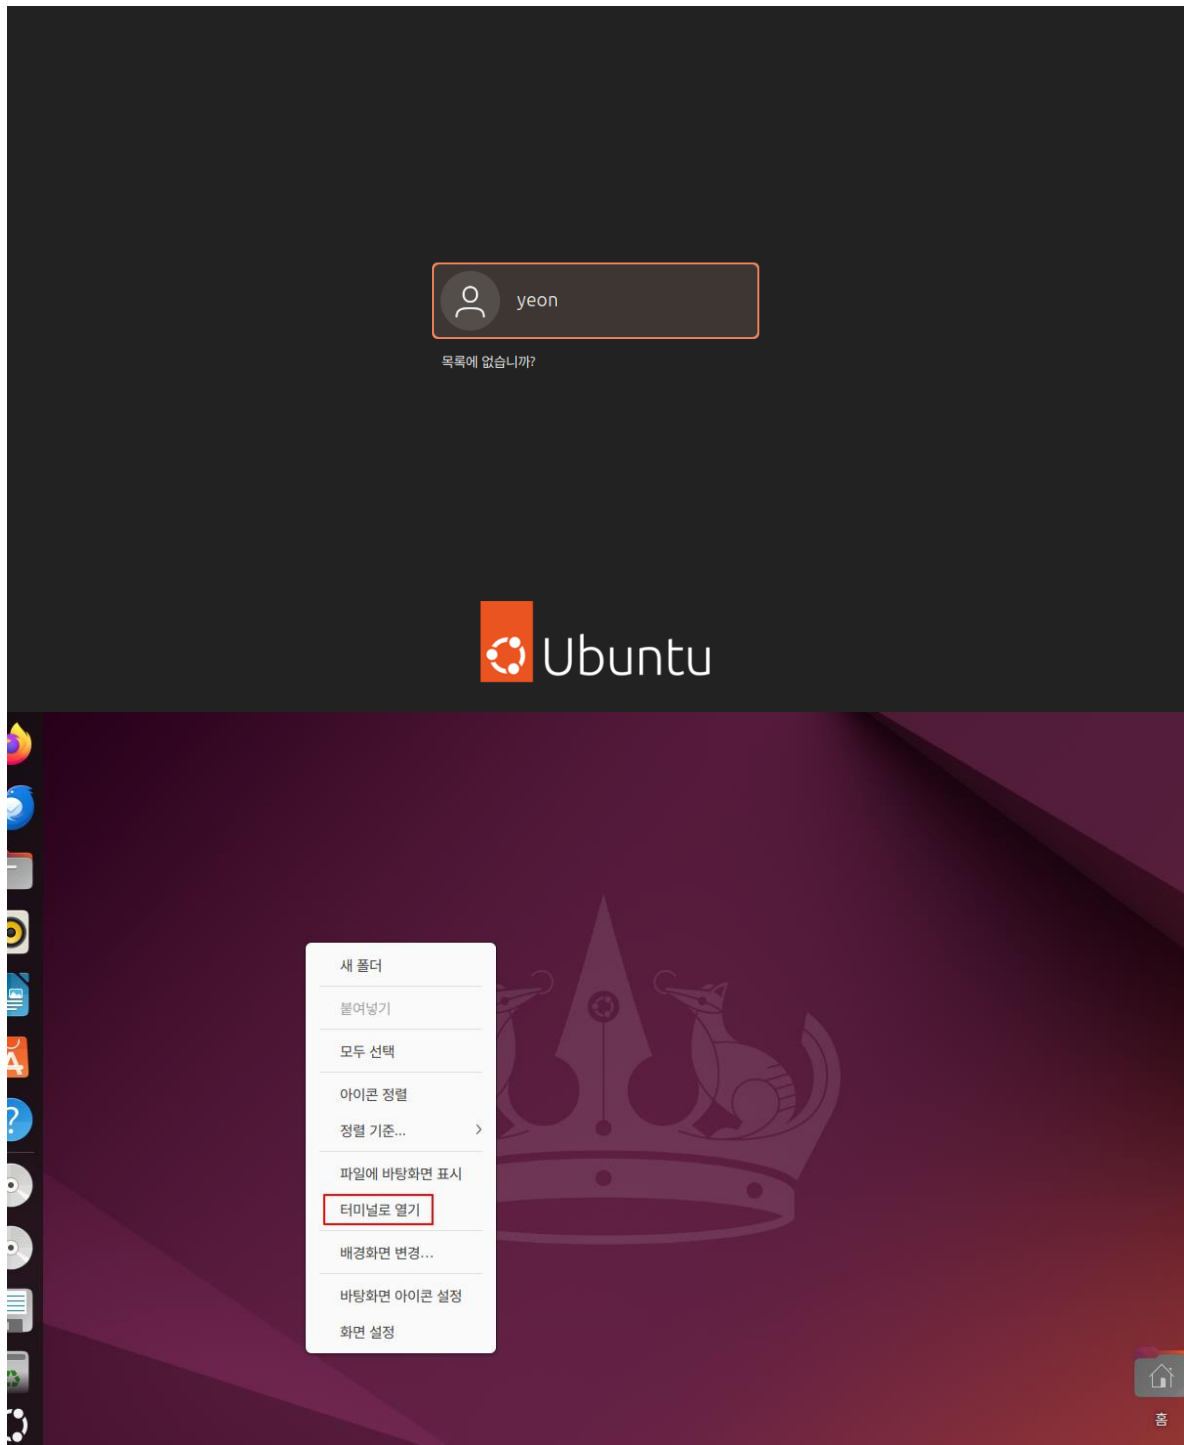 yeon
목록에 없습니까?
Ubuntu
새 폴더
붙여넣기
모두 선택
아이콘 정렬
정렬 기준...
파일에 바탕화면 표시
터미널로 열기
배경화면 변경...
바탕화면 아이콘 설정
화면 설정
홈